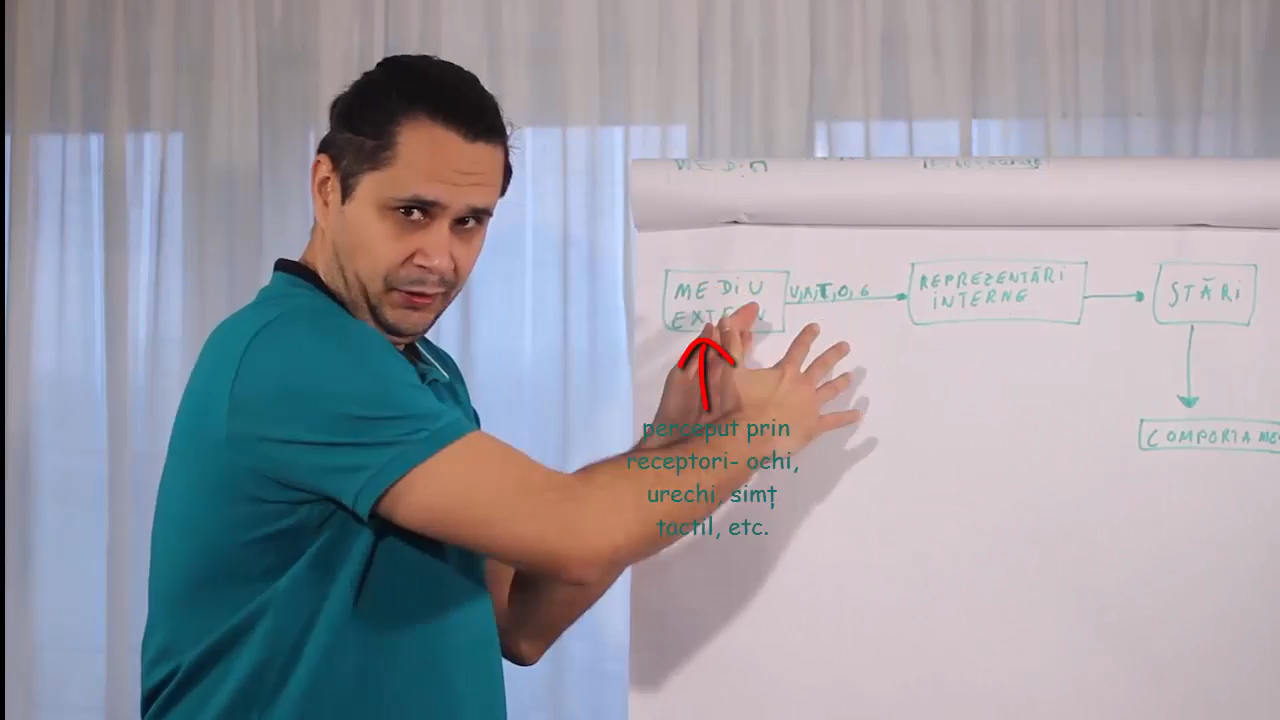 MEDiU
V,A,T,O,G
REPREZENTĂRI
INTERNE
STĂRi
perceput prin
receptori- ochi,
urechi, simț
tactil, etc.